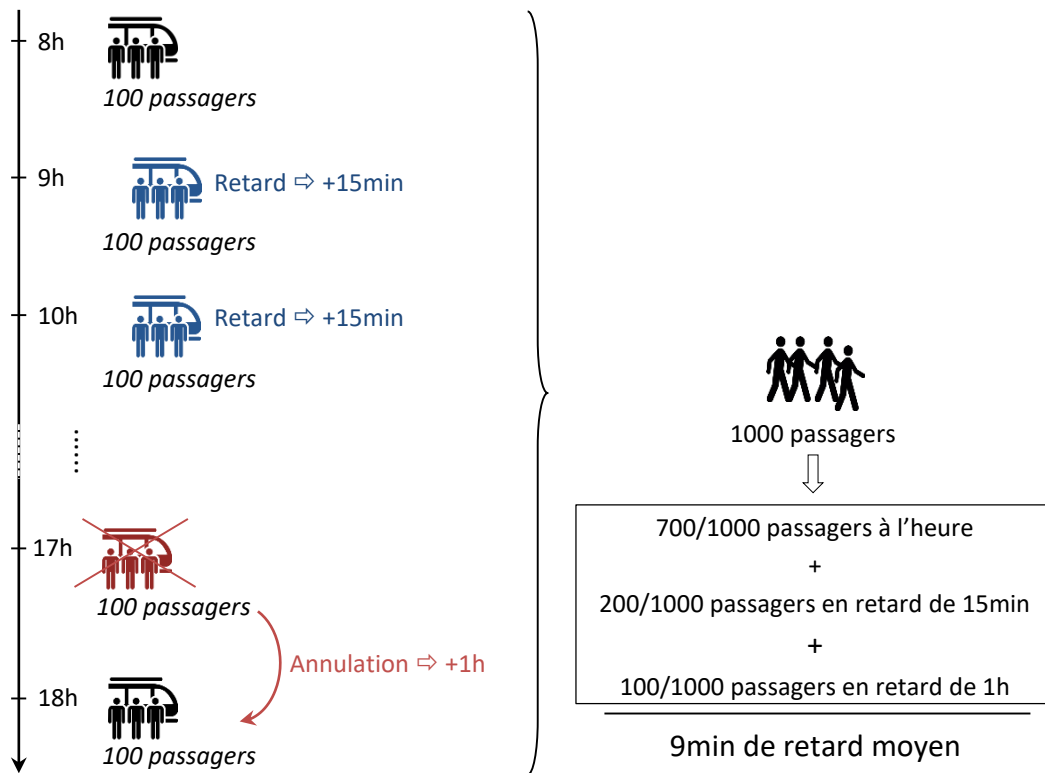 8h
100 passagers
9h
Retard ⇨ +15min
100 passagers
10h
Retard ⇨ +15min
100 passagers
......
17h
100 passagers
Annulation ⇨ +1h
18h
100 passagers
1000 passagers
700/1000 passagers à l’heure
+
200/1000 passagers en retard de 15min
+
100/1000 passagers en retard de 1h
9min de retard moyen